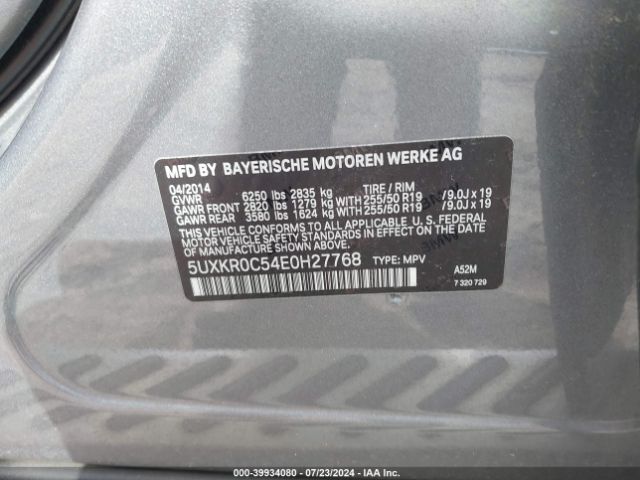 MFD BY BAYERISCHE MOTOREN WERKE AG
04/2014
GVWR 6250 lbs 2835 kg TIRE / RIM
GAWR FRONT 2820 lbs 1279 kg WITH 255/50 R19 /9.0J x 19
GAWR REAR 3580 lbs 1624 kg WITH 255/50 R19 /9.0J x 19
THIS VEHICLE CONFORMS TO ALL APPLICABLE U. S. FEDERAL
MOTOR VEHICLE SAFETY STANDARDS IN EFFECT ON THE DATE
OF MANUFACTURE SHOWN ABOVE.
5UXKR0C54E0H27768 TYPE: MPV
A52M
7 320 729
000-39934080 - 07/23/2024 - IAA Inc.